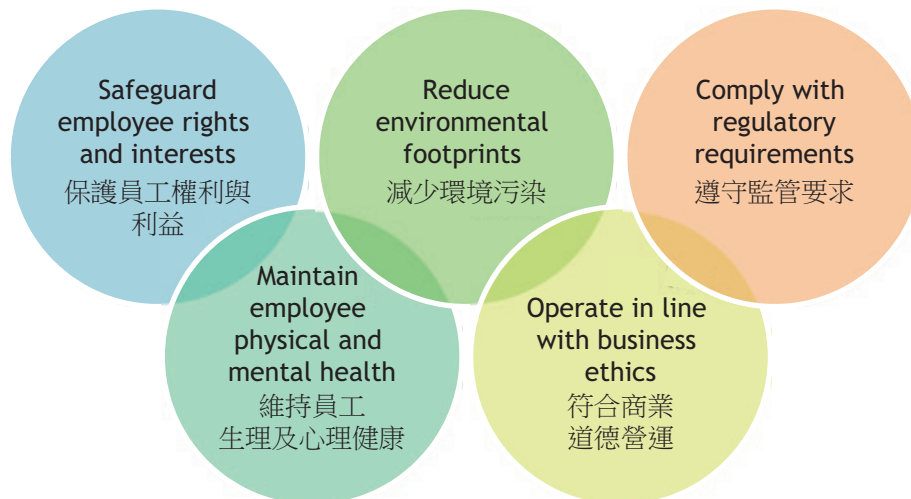 Safeguard
employee rights
and interests
保護員工權利與
利益
Reduce
environmental
footprints
減少環境污染
Comply with
regulatory
requirements
遵守監管要求
Maintain
employee
physical and
mental health
維持員工
生理及心理健康
Operate in line
with business
ethics
符合商業
道德營運